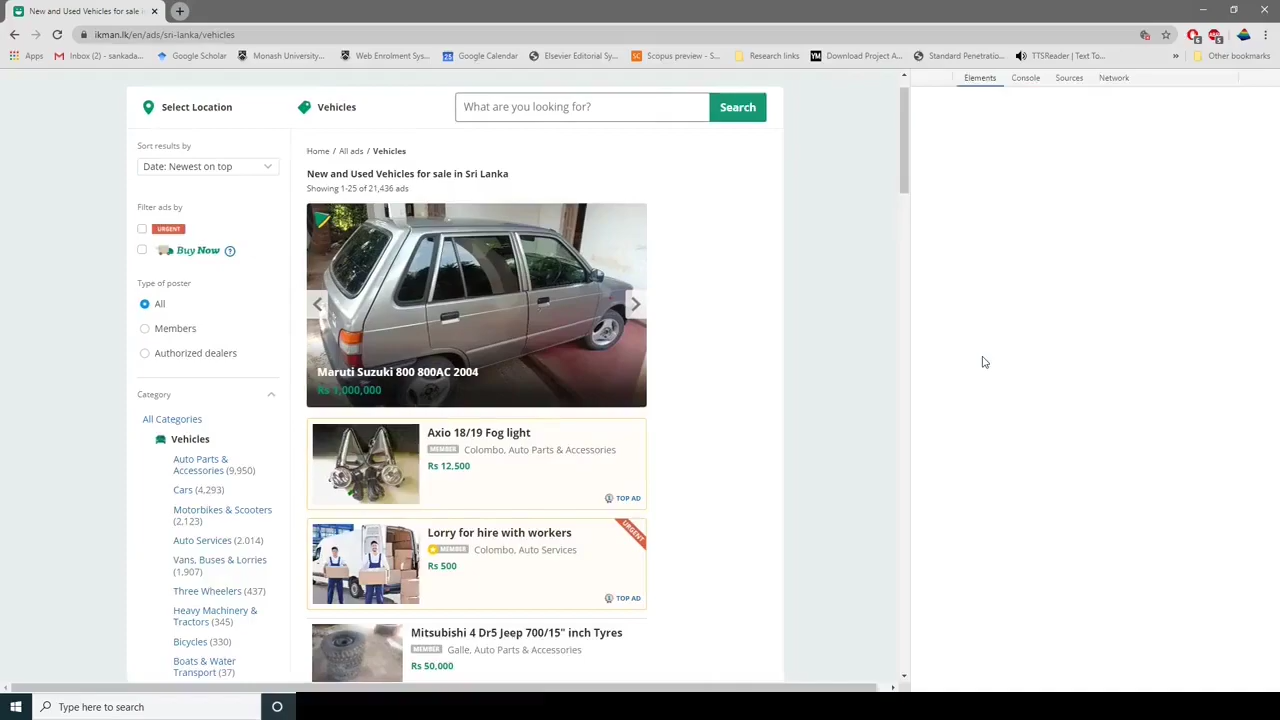 New and Used Vehicles for sale i
ikman.lk/en/ads/sri-lanka/vehicles
Apps
Inbox (2) - sankada...
Google Scholar
Monash University...
Web Enrolment Sys...
Google Calendar
Elsevier Editorial Sy...
Scopus preview – S...
Research links
Download Project A...
Standard Penetratio...
TTSReader | Text To...
Other bookmarks
Elements
Console
Sources
Network
Select Location
Vehicles
What are you looking for?
Search
Sort results by
Date: Newest on top
Filter ads by
URGENT
Buy Now ?
Type of poster
All
Members
Authorized dealers
Category
All Categories
Vehicles
Auto Parts &
Accessories (9,950)
Cars (4,293)
Motorbikes & Scooters
(2,123)
Auto Services (2.014)
Vans, Buses & Lorries
(1,907)
Three Wheelers (437)
Heavy Machinery &
Tractors (345)
Bicycles (330)
Boats & Water
Transport (37)
Home / All ads / Vehicles
New and Used Vehicles for sale in Sri Lanka
Showing 1-25 of 21,436 ads
Maruti Suzuki 800 800AC 2004
Rs 1,000,000
Axio 18/19 Fog light
MEMBER Colombo, Auto Parts & Accessories
Rs 12,500
TOP AD
Lorry for hire with workers
URGENT
MEMBER Colombo, Auto Services
Rs 500
TOP AD
Mitsubishi 4 Dr5 Jeep 700/15" inch Tyres
MEMBER Galle, Auto Parts & Accessories
Rs 50,000
Type here to search